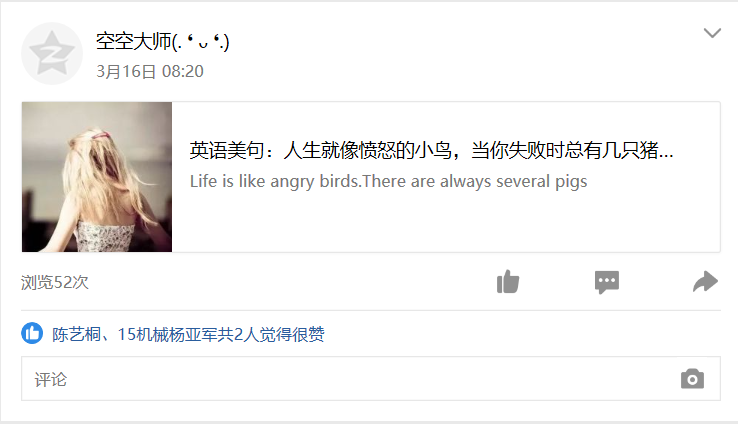 空空大师(. ❛ ᴗ ❛.)
3月16日 08:20
英语美句：人生就像愤怒的小鸟，当你失败时总有几只猪...
Life is like angry birds.There are always several pigs
浏览52次
陈艺桐、15机械杨亚军共2人觉得很赞
评论